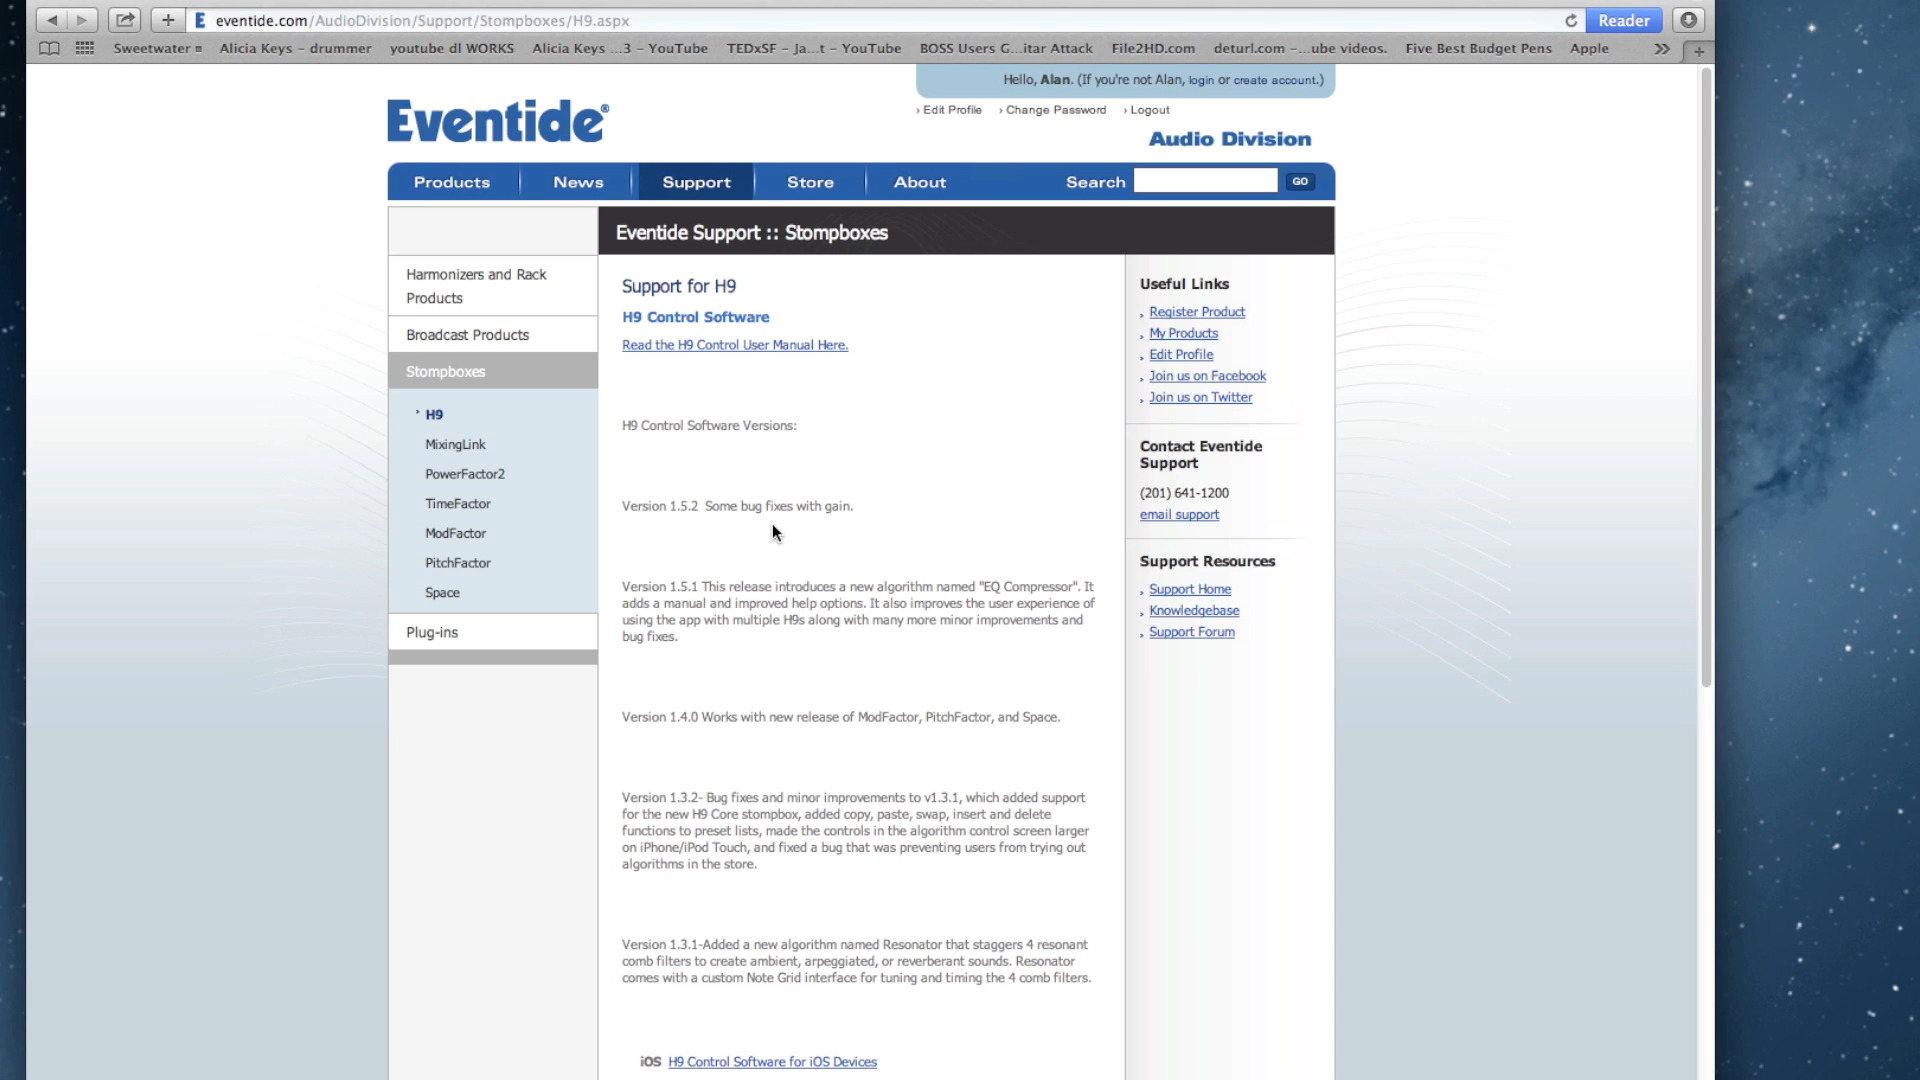 eventide.com/AudioDivision/Support/Stompboxes/H9.aspx
Reader
Sweetwater
Alicia Keys – drummer
youtube dl WORKS
Alicia Keys ...3 – YouTube
TEDxSF – Ja...t – YouTube
BOSS Users G...itar Attack
File2HD.com
deturl.com –...ube videos.
Five Best Budget Pens
Apple
Hello, Alan. (If you're not Alan, login or create account.)
Edit Profile
Change Password
Logout
Eventide®
Audio Division
Products
News
Support
Store
About
Search
GO
Eventide Support :: Stompboxes
Harmonizers and Rack
Products
Broadcast Products
Stompboxes
H9
MixingLink
PowerFactor2
TimeFactor
ModFactor
PitchFactor
Space
Plug-ins
Support for H9
H9 Control Software
Read the H9 Control User Manual Here.
H9 Control Software Versions:
Version 1.5.2  Some bug fixes with gain.
Version 1.5.1 This release introduces a new algorithm named "EQ Compressor". It
adds a manual and improved help options. It also improves the user experience of
using the app with multiple H9s along with many more minor improvements and
bug fixes.
Version 1.4.0 Works with new release of ModFactor, PitchFactor, and Space.
Version 1.3.2- Bug fixes and minor improvements to v1.3.1, which added support
for the new H9 Core stompbox, added copy, paste, swap, insert and delete
functions to preset lists, made the controls in the algorithm control screen larger
on iPhone/iPod Touch, and fixed a bug that was preventing users from trying out
algorithms in the store.
Version 1.3.1-Added a new algorithm named Resonator that staggers 4 resonant
comb filters to create ambient, arpeggiated, or reverberant sounds. Resonator
comes with a custom Note Grid interface for tuning and timing the 4 comb filters.
iOS H9 Control Software for iOS Devices
Useful Links
Register Product
My Products
Edit Profile
Join us on Facebook
Join us on Twitter
Contact Eventide
Support
(201) 641-1200
email support
Support Resources
Support Home
Knowledgebase
Support Forum